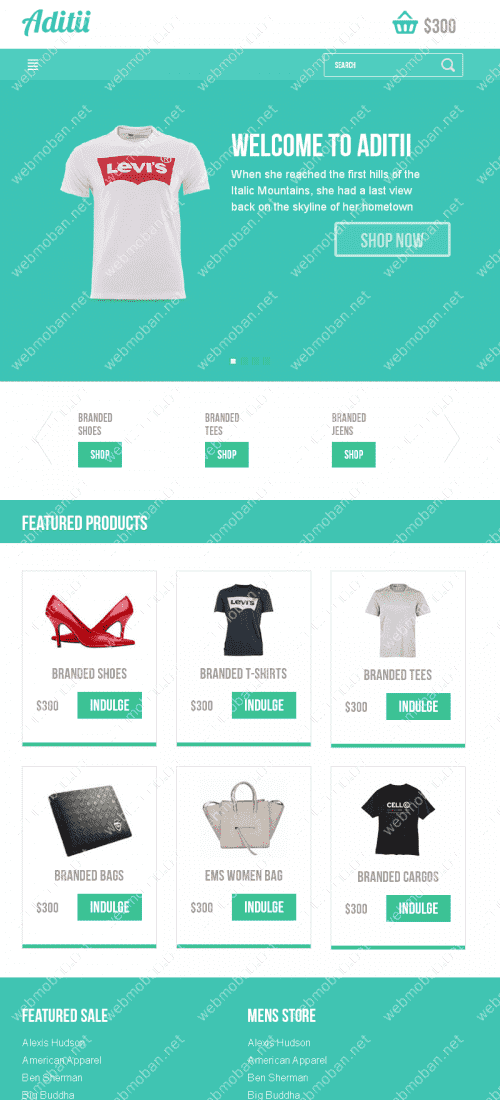 Aditii
$300
SEARCH
LEVI'S
WELCOME TO ADITII
When she reached the first hills of the
Italic Mountains, she had a last view
back on the skyline of her hometown
SHOP NOW
BRANDED
SHOES
SHOP
BRANDED
TEES
SHOP
BRANDED
JEENS
SHOP
FEATURED PRODUCTS
LEVI'S
BRANDED SHOES
$300
INDULGE
BRANDED T-SHIRTS
$300
INDULGE
BRANDED TEES
$300
INDULGE
CELLO
BRANDED BAGS
$300
INDULGE
EMS WOMEN BAG
$300
INDULGE
BRANDED CARGOS
$300
INDULGE
FEATURED SALE
Alexis Hudson
American Apparel
Ben Sherman
Big Buddha
MENS STORE
Alexis Hudson
American Apparel
Ben Sherman
Big Buddha
webmoban.net